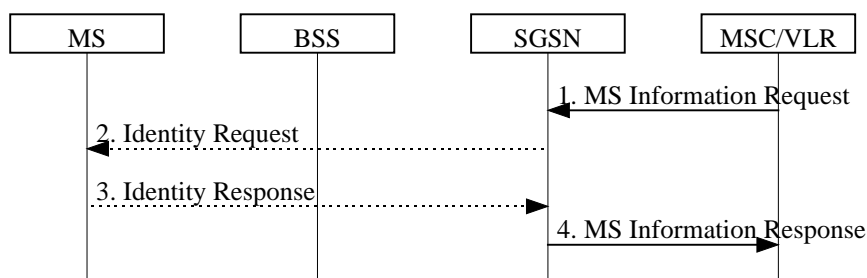 MS BSS SGSN MSC/VLR
1. MS Information Request
2. Identity Request
3. Identity Response
4. MS Information Response